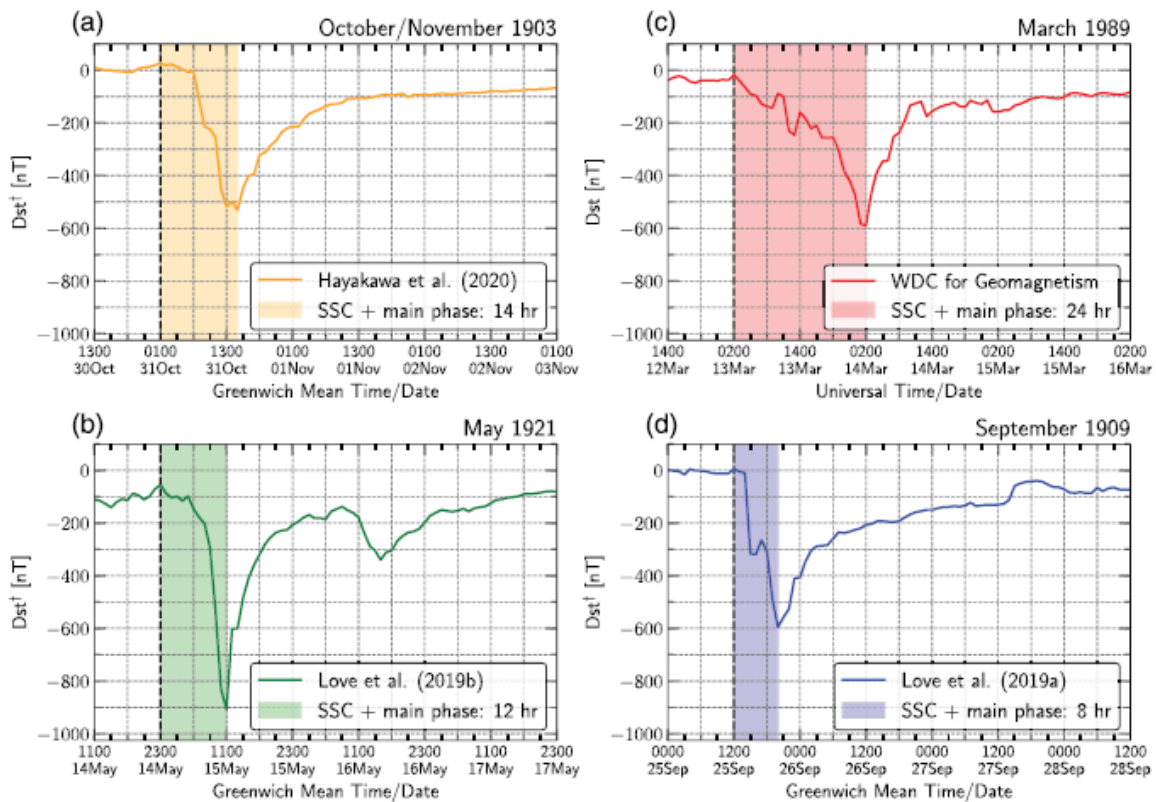 (a) October/November 1903
0
−200
−400
−600
−800
−1000
Dst† [nT]
Hayakawa et al. (2020)
SSC + main phase: 14 hr
1300 0100 1330 0100 1330 0100 1330 0100
30Oct 31Oct 31Oct 01Nov 01Nov 02Nov 02Nov 03Nov
Greenwich Mean Time/Date
(c) March 1989
0
−200
−400
−600
−800
−1000
Dst [nT]
WDC for Geomagnetism
SSC + main phase: 24 hr
1400 0200 1400 0200 1400 0200 1400 0200
12Mar 13Mar 13Mar 14Mar 14Mar 15Mar 15Mar 16Mar
Universal Time/Date
(b) May 1921
0
−200
−400
−600
−800
−1000
Dst† [nT]
Love et al. (2019b)
SSC + main phase: 12 hr
1100 2300 1100 2300 1100 2300 1100 2300
14May 14May 15May 15May 16May 16May 17May 17May
Greenwich Mean Time/Date
(d) September 1909
0
−200
−400
−600
−800
−1000
Dst† [nT]
Love et al. (2019a)
SSC + main phase: 8 hr
0000 1200 0000 1200 0000 1200 0000 1200
25Sep 25Sep 26Sep 26Sep 27Sep 27Sep 28Sep 28Sep
Greenwich Mean Time/Date